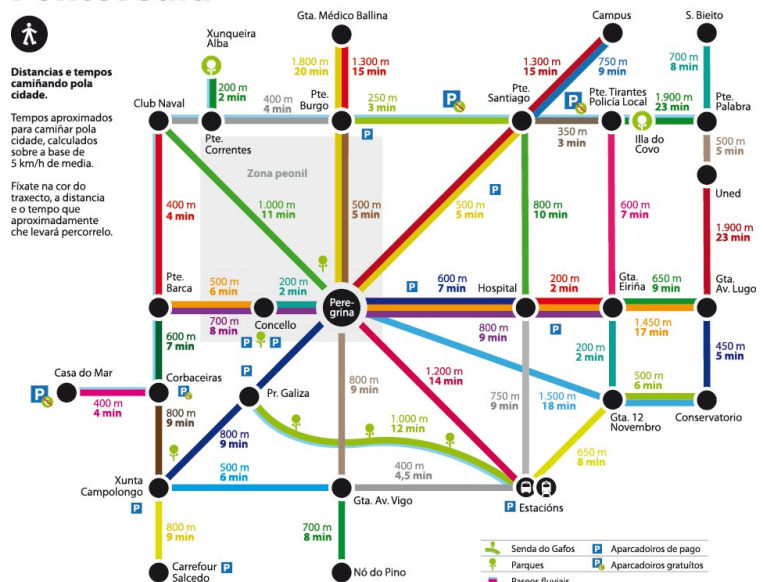 Distancias e tempos
camiñando pola
cidade.
Tempos aproximados
para camiñar pola
cidade, calculados
sobre a base de
5 km/h de media.
Fíxate na cor do
traxecto, a distancia
e o tempo que
aproximadamente
che levará percorrelo.
Xunqueira
Alba
Gta. Médico Ballina
Campus
S. Bieito
200 m
2 min
1.800 m
20 min
1.300 m
15 min
1.300 m
15 min
750 m
9 min
700 m
8 min
Club Naval
400 m
4 min
Pte.
Burgo
250 m
3 min
P
Pte.
Santiago
P
Pte. Tirantes
Policía Local
1.900 m
23 min
Pte.
Palabra
Pte.
Correntes
P
350 m
3 min
Illa do
Covo
500 m
5 min
Zona peonil
Uned
400 m
4 min
1.000 m
11 min
500 m
5 min
500 m
5 min
P
800 m
10 min
600 m
7 min
1.900 m
23 min
Pte.
Barca
500 m
6 min
200 m
2 min
Pere-
grina
P
600 m
7 min
Hospital
200 m
2 min
Gta.
Eiriña
650 m
9 min
Gta.
Av. Lugo
700 m
8 min
Concello
P
P
800 m
9 min
P
1.450 m
17 min
600 m
7 min
200 m
2 min
450 m
5 min
Casa do Mar
P
400 m
4 min
Corbaceiras
P
P
Pr. Galiza
800 m
9 min
1.200 m
14 min
750 m
9 min
1.500 m
18 min
500 m
6 min
Gta. 12
Novembro
Conservatorio
800 m
9 min
800 m
9 min
1.000 m
12 min
650 m
8 min
500 m
6 min
400 m
4,5 min
Xunta
Campolongo
P
Gta. Av. Vigo
P
Estacións
800 m
9 min
700 m
8 min
Carrefour
Salcedo
P
Nó do Pino
Senda do Gafos
P
Aparcadoiros de pago
Parques
P
Aparcadoiros gratuítos
Paseos fluviais